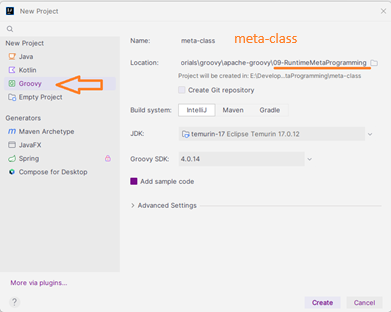 New Project
New Project
Java
Kotlin
Groovy
Empty Project
Generators
Maven Archetype
JavaFX
Spring
Compose for Desktop
More via plugins...
Name: meta-class
meta-class
Location: orials\groovy\apache-groovy\09-RuntimeMetaProgramming
Project will be created in: E:\Develop...taProgramming\meta-class
Create Git repository
Build system: IntelliJ Maven Gradle
JDK: temurin-17 Eclipse Temurin 17.0.12
Groovy SDK: 4.0.14
Add sample code
Advanced Settings
? Create Cancel